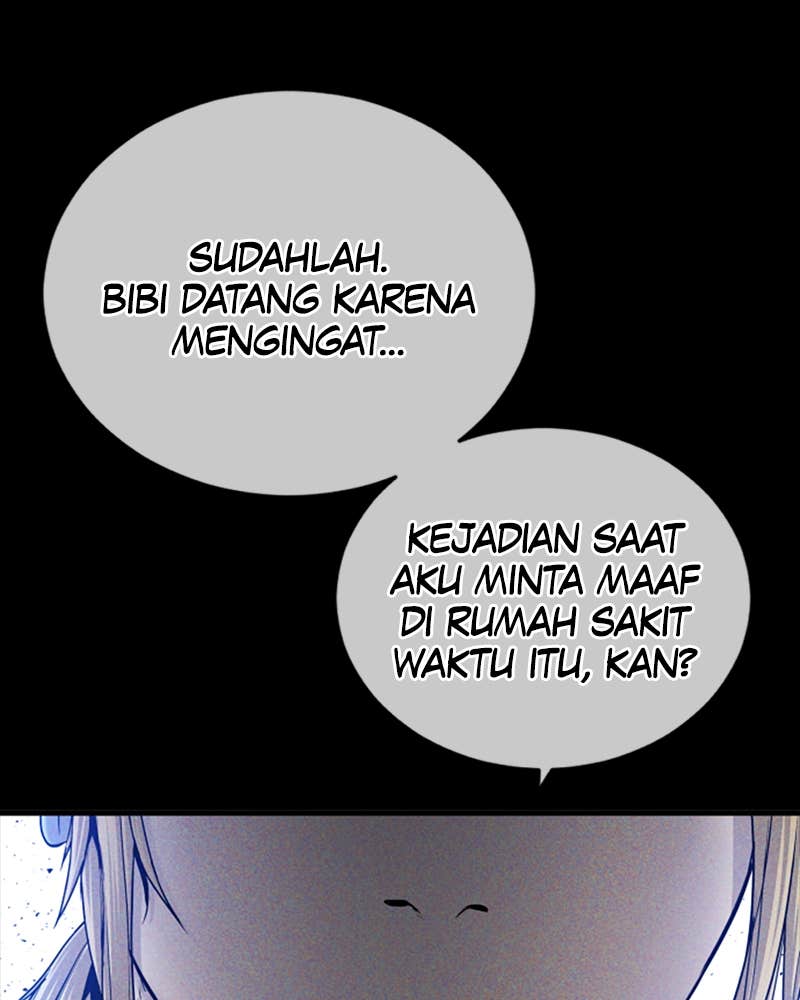 SUDAHLAH.
BIBI DATANG KARENA
MENGINGAT...
KEJADIAN SAAT
AKU MINTA MAAF
DI RUMAH SAKIT
WAKTU ITU, KAN?